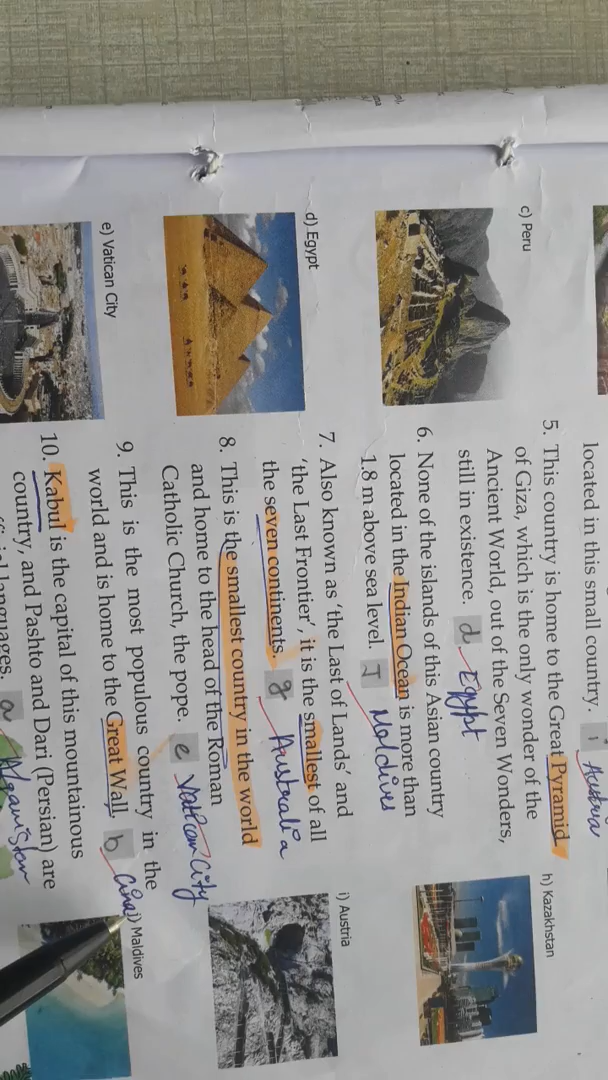 c) Peru
d) Egypt
e) Vatican City
located in this small country. i Austria
5. This country is home to the Great Pyramid
of Giza, which is the only wonder of the
Ancient World, out of the Seven Wonders,
still in existence. d Egypt
6. None of the islands of this Asian country
located in the Indian Ocean is more than
1.8 m above sea level. J Maldives
7. Also known as 'the Last of Lands' and
'the Last Frontier', it is the smallest of all
the seven continents. g Australia
8. This is the smallest country in the world
and home to the head of the Roman
Catholic Church, the pope. e Vatican City
9. This is the most populous country in the
world and is home to the Great Wall. b
10. Kabul is the capital of this mountainous
country, and Pashto and Dari (Persian) are
languages. a
h) Kazakhstan
i) Austria
j) Maldives